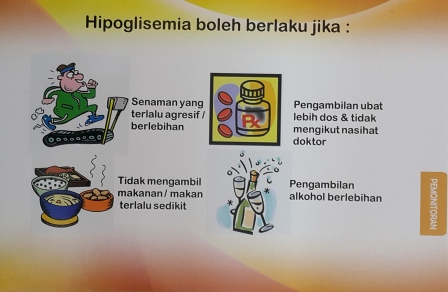 Hipoglisemia boleh berlaku jika :
Senaman yang
terlalu agresif /
berlebihan
Pengambilan ubat
lebih dos & tidak
mengikut nasihat
doktor
Rx
Tidak mengambil
makanan / makan
terlalu sedikit
Pengambilan
alkohol berlebihan
PEMONITORAN